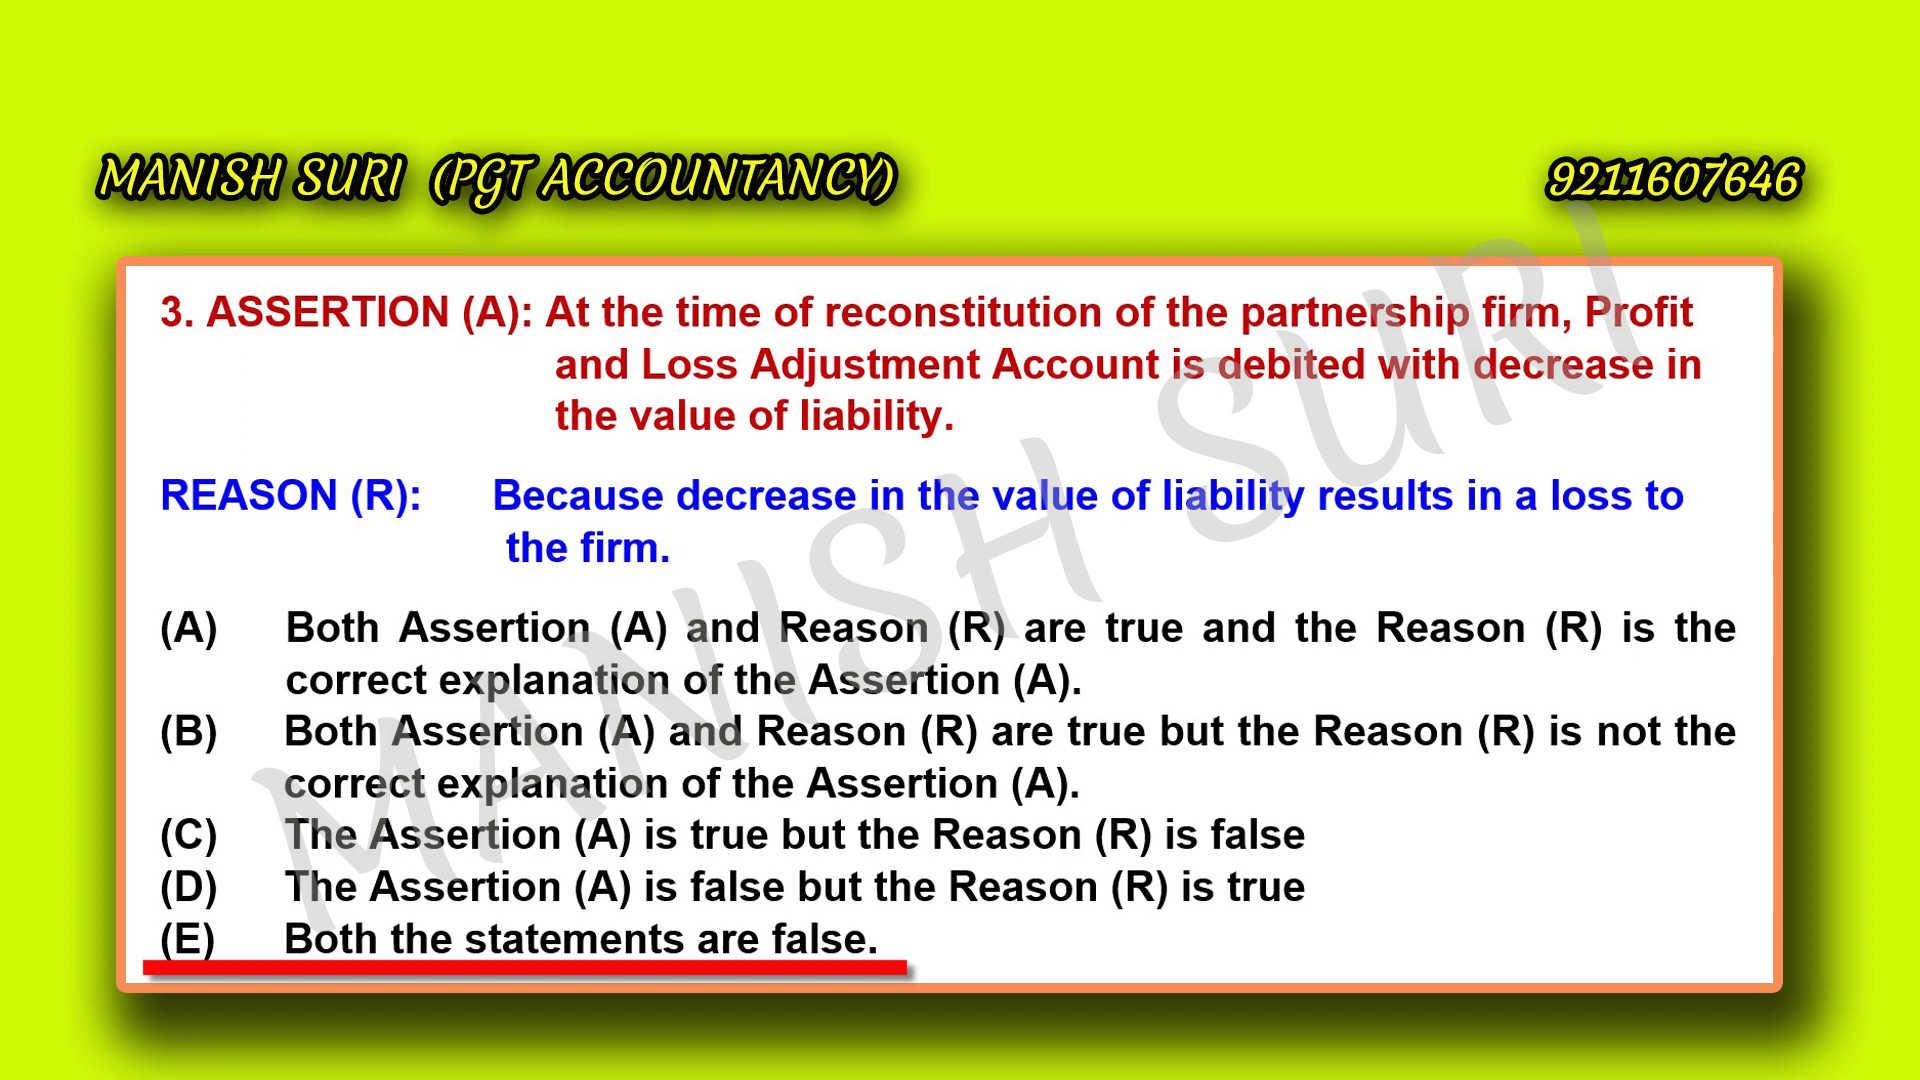 MANISH SURI (PGT ACCOUNTANCY)
9211607646
3. ASSERTION (A): At the time of reconstitution of the partnership firm, Profit
and Loss Adjustment Account is debited with decrease in
the value of liability.
REASON (R): Because decrease in the value of liability results in a loss to
the firm.
(A) Both Assertion (A) and Reason (R) are true and the Reason (R) is the
correct explanation of the Assertion (A).
(B) Both Assertion (A) and Reason (R) are true but the Reason (R) is not the
correct explanation of the Assertion (A).
(C) The Assertion (A) is true but the Reason (R) is false
(D) The Assertion (A) is false but the Reason (R) is true
(E) Both the statements are false.
MANISH SURI